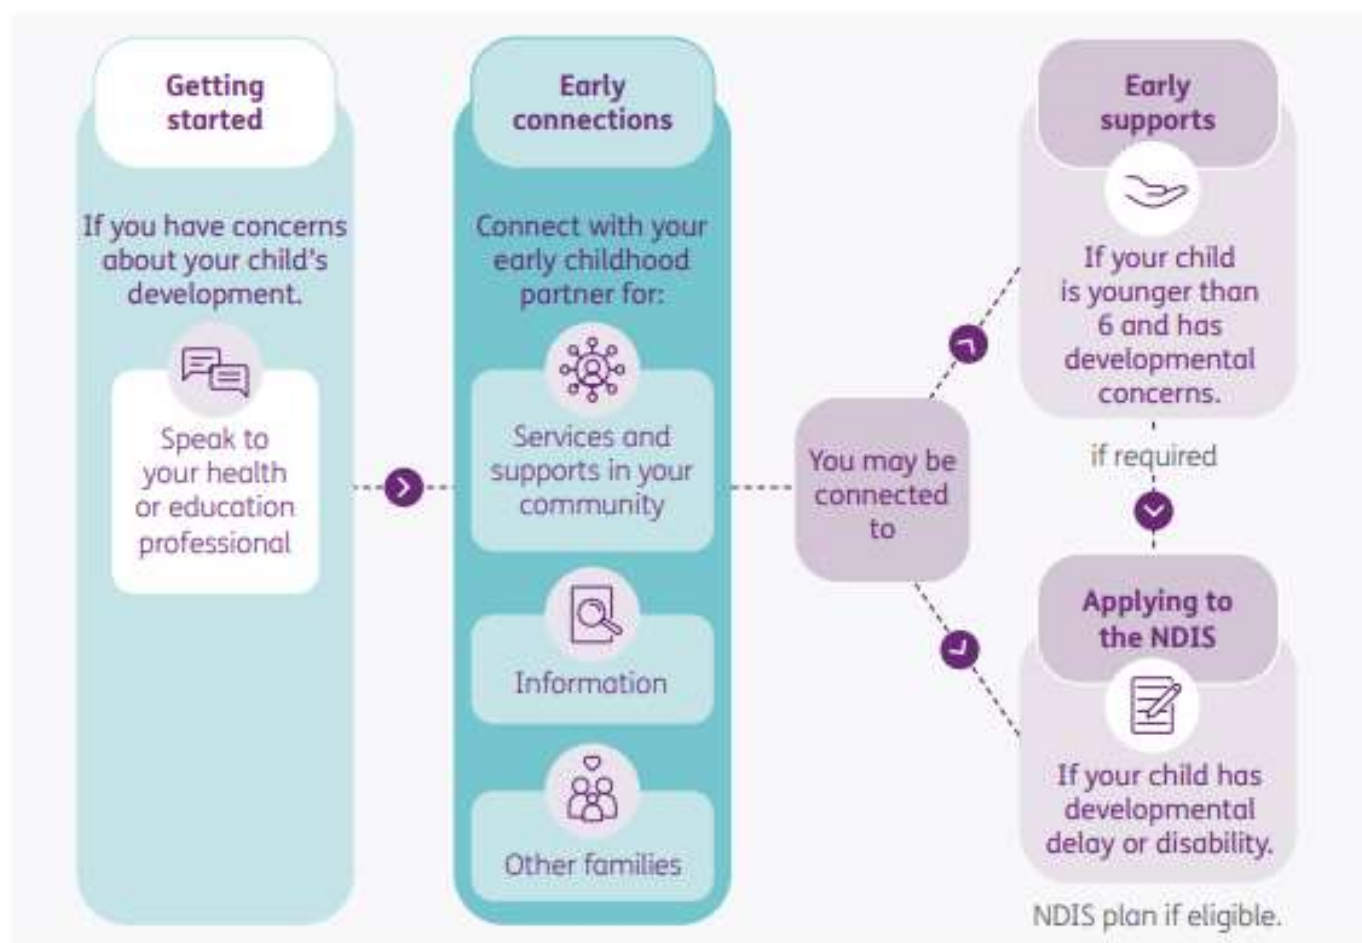 Getting
started
If you have concerns
about your child's
development.
Speak to
your health
or education
professional
Early
connections
Connect with your
early childhood
partner for:
Services and
supports in your
community
Information
Other families
You may be
connected
to
Early
supports
If your child
is younger than
6 and has
developmental
concerns.
if required
Applying to
the NDIS
If your child has
developmental
delay or disability.
NDIS plan if eligible.